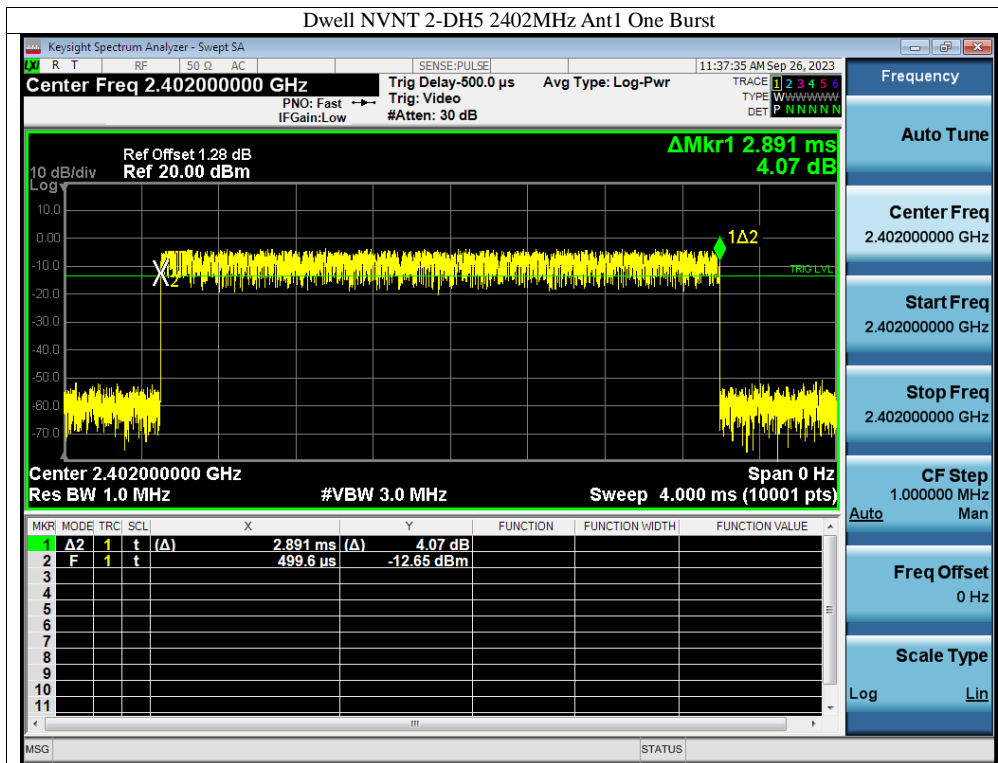 Dwell NVNT 2-DH5 2402MHz Ant1 One Burst
Keysight Spectrum Analyzer - Swept SA
LXI R T RF 50 Ω AC SENSE:PULSE 11:37:35 AM Sep 26, 2023
Center Freq 2.402000000 GHz
PNO: Fast
IFGain:Low
Trig Delay-500.0 µs
Trig: Video
#Atten: 30 dB
Avg Type: Log-Pwr
TRACE 1 2 3 4 5 6
TYPE WWWWWW
DET P N N N N N
Ref Offset 1.28 dB
10 dB/div Ref 20.00 dBm
Log
ΔMkr1 2.891 ms
4.07 dB
10.0
0.00
-10.0
-20.0
-30.0
-40.0
-50.0
-60.0
-70.0
1Δ2
X2
TRIG LVL
Center 2.402000000 GHz Span 0 Hz
Res BW 1.0 MHz #VBW 3.0 MHz Sweep 4.000 ms (10001 pts)
MKR MODE TRC SCL X Y FUNCTION FUNCTION WIDTH FUNCTION VALUE
1 Δ2 1 t (Δ) 2.891 ms (Δ) 4.07 dB
2 F 1 t 499.6 µs -12.65 dBm
3
4
5
6
7
8
9
10
11
MSG STATUS
Frequency
Auto Tune
Center Freq
2.402000000 GHz
Start Freq
2.402000000 GHz
Stop Freq
2.402000000 GHz
CF Step
1.000000 MHz
Auto Man
Freq Offset
0 Hz
Scale Type
Log Lin